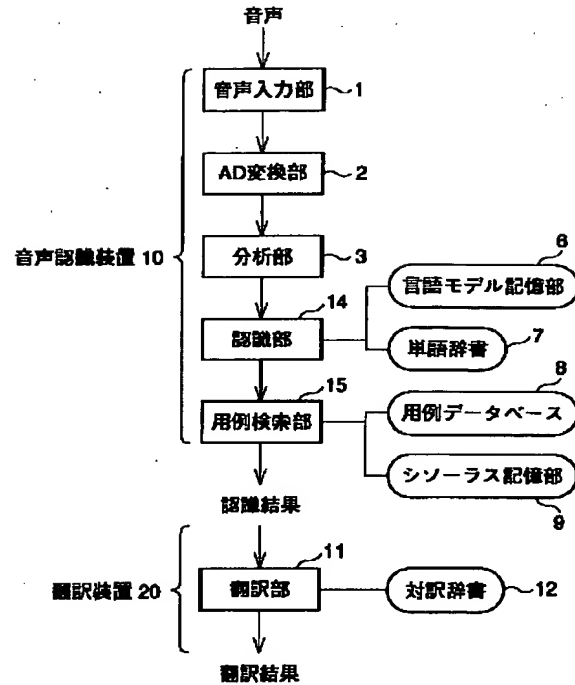 音声
音声入力部 1
AD変換部 2
分析部 3
音声認識装置 10
14
認識部
6
言語モデル記憶部
単語辞書 7
15
用例検索部
8
用例データベース
シソーラス記憶部
9
認識結果
11
翻訳装置 20
翻訳部
対訳辞書 12
翻訳結果